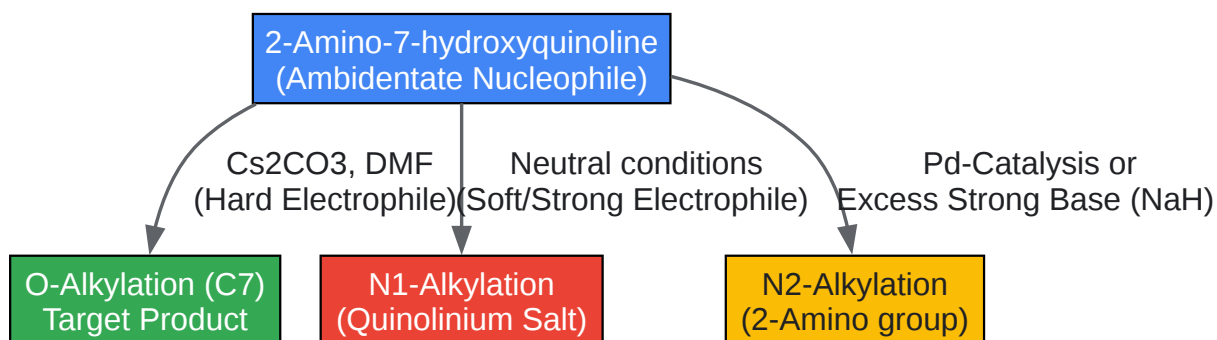 2-Amino-7-hydroxyquinoline
(Ambidentate Nucleophile)
Cs2CO3, DMF
(Hard Electrophile)
Neutral conditions
(Soft/Strong Electrophile)
Pd-Catalysis or
Excess Strong Base (NaH)
O-Alkylation (C7)
Target Product
N1-Alkylation
(Quinolinium Salt)
N2-Alkylation
(2-Amino group)